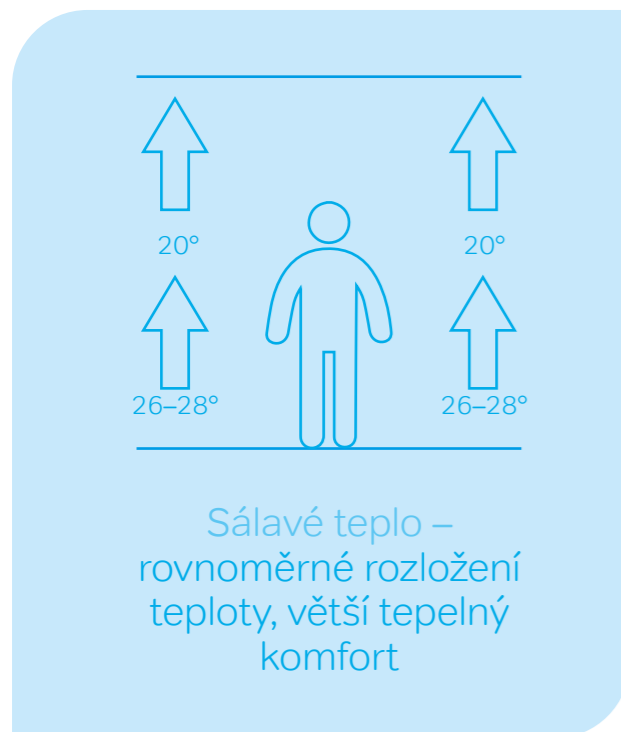 20° 20°
26–28° 26–28°
Sálavé teplo –
rovnoměrné rozložení
teploty, větší tepelný
komfort